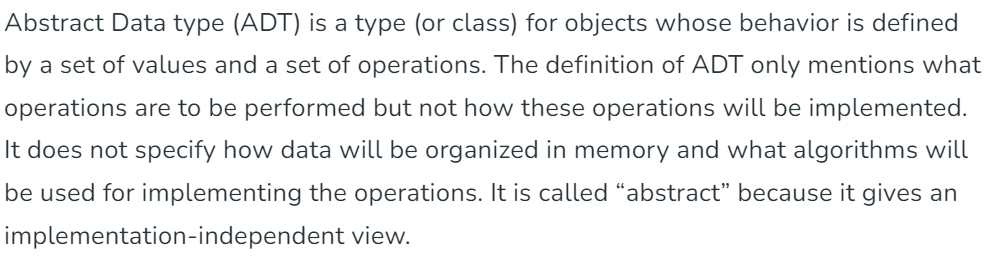 Abstract Data type (ADT) is a type (or class) for objects whose behavior is defined
by a set of values and a set of operations. The definition of ADT only mentions what
operations are to be performed but not how these operations will be implemented.
It does not specify how data will be organized in memory and what algorithms will
be used for implementing the operations. It is called “abstract” because it gives an
implementation-independent view.